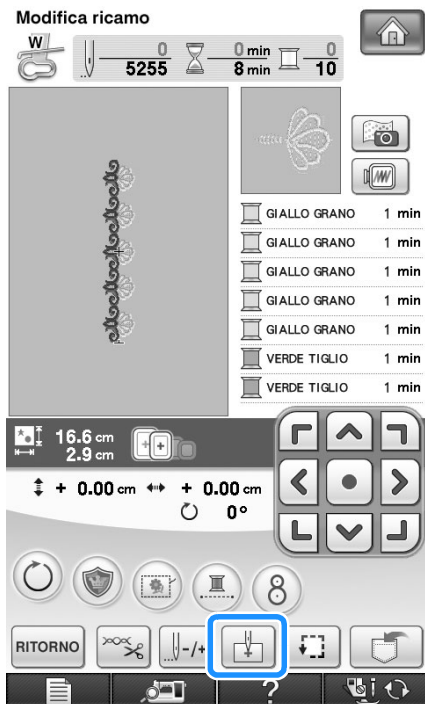 Modifica ricamo
W
0 0 min 0
5255 8 min 10
GIALLO GRANO 1 min
GIALLO GRANO 1 min
GIALLO GRANO 1 min
GIALLO GRANO 1 min
GIALLO GRANO 1 min
VERDE TIGLIO 1 min
VERDE TIGLIO 1 min
16.6 cm
2.9 cm
+ 0.00 cm + 0.00 cm
0°
8
RITORNO -/+
? i